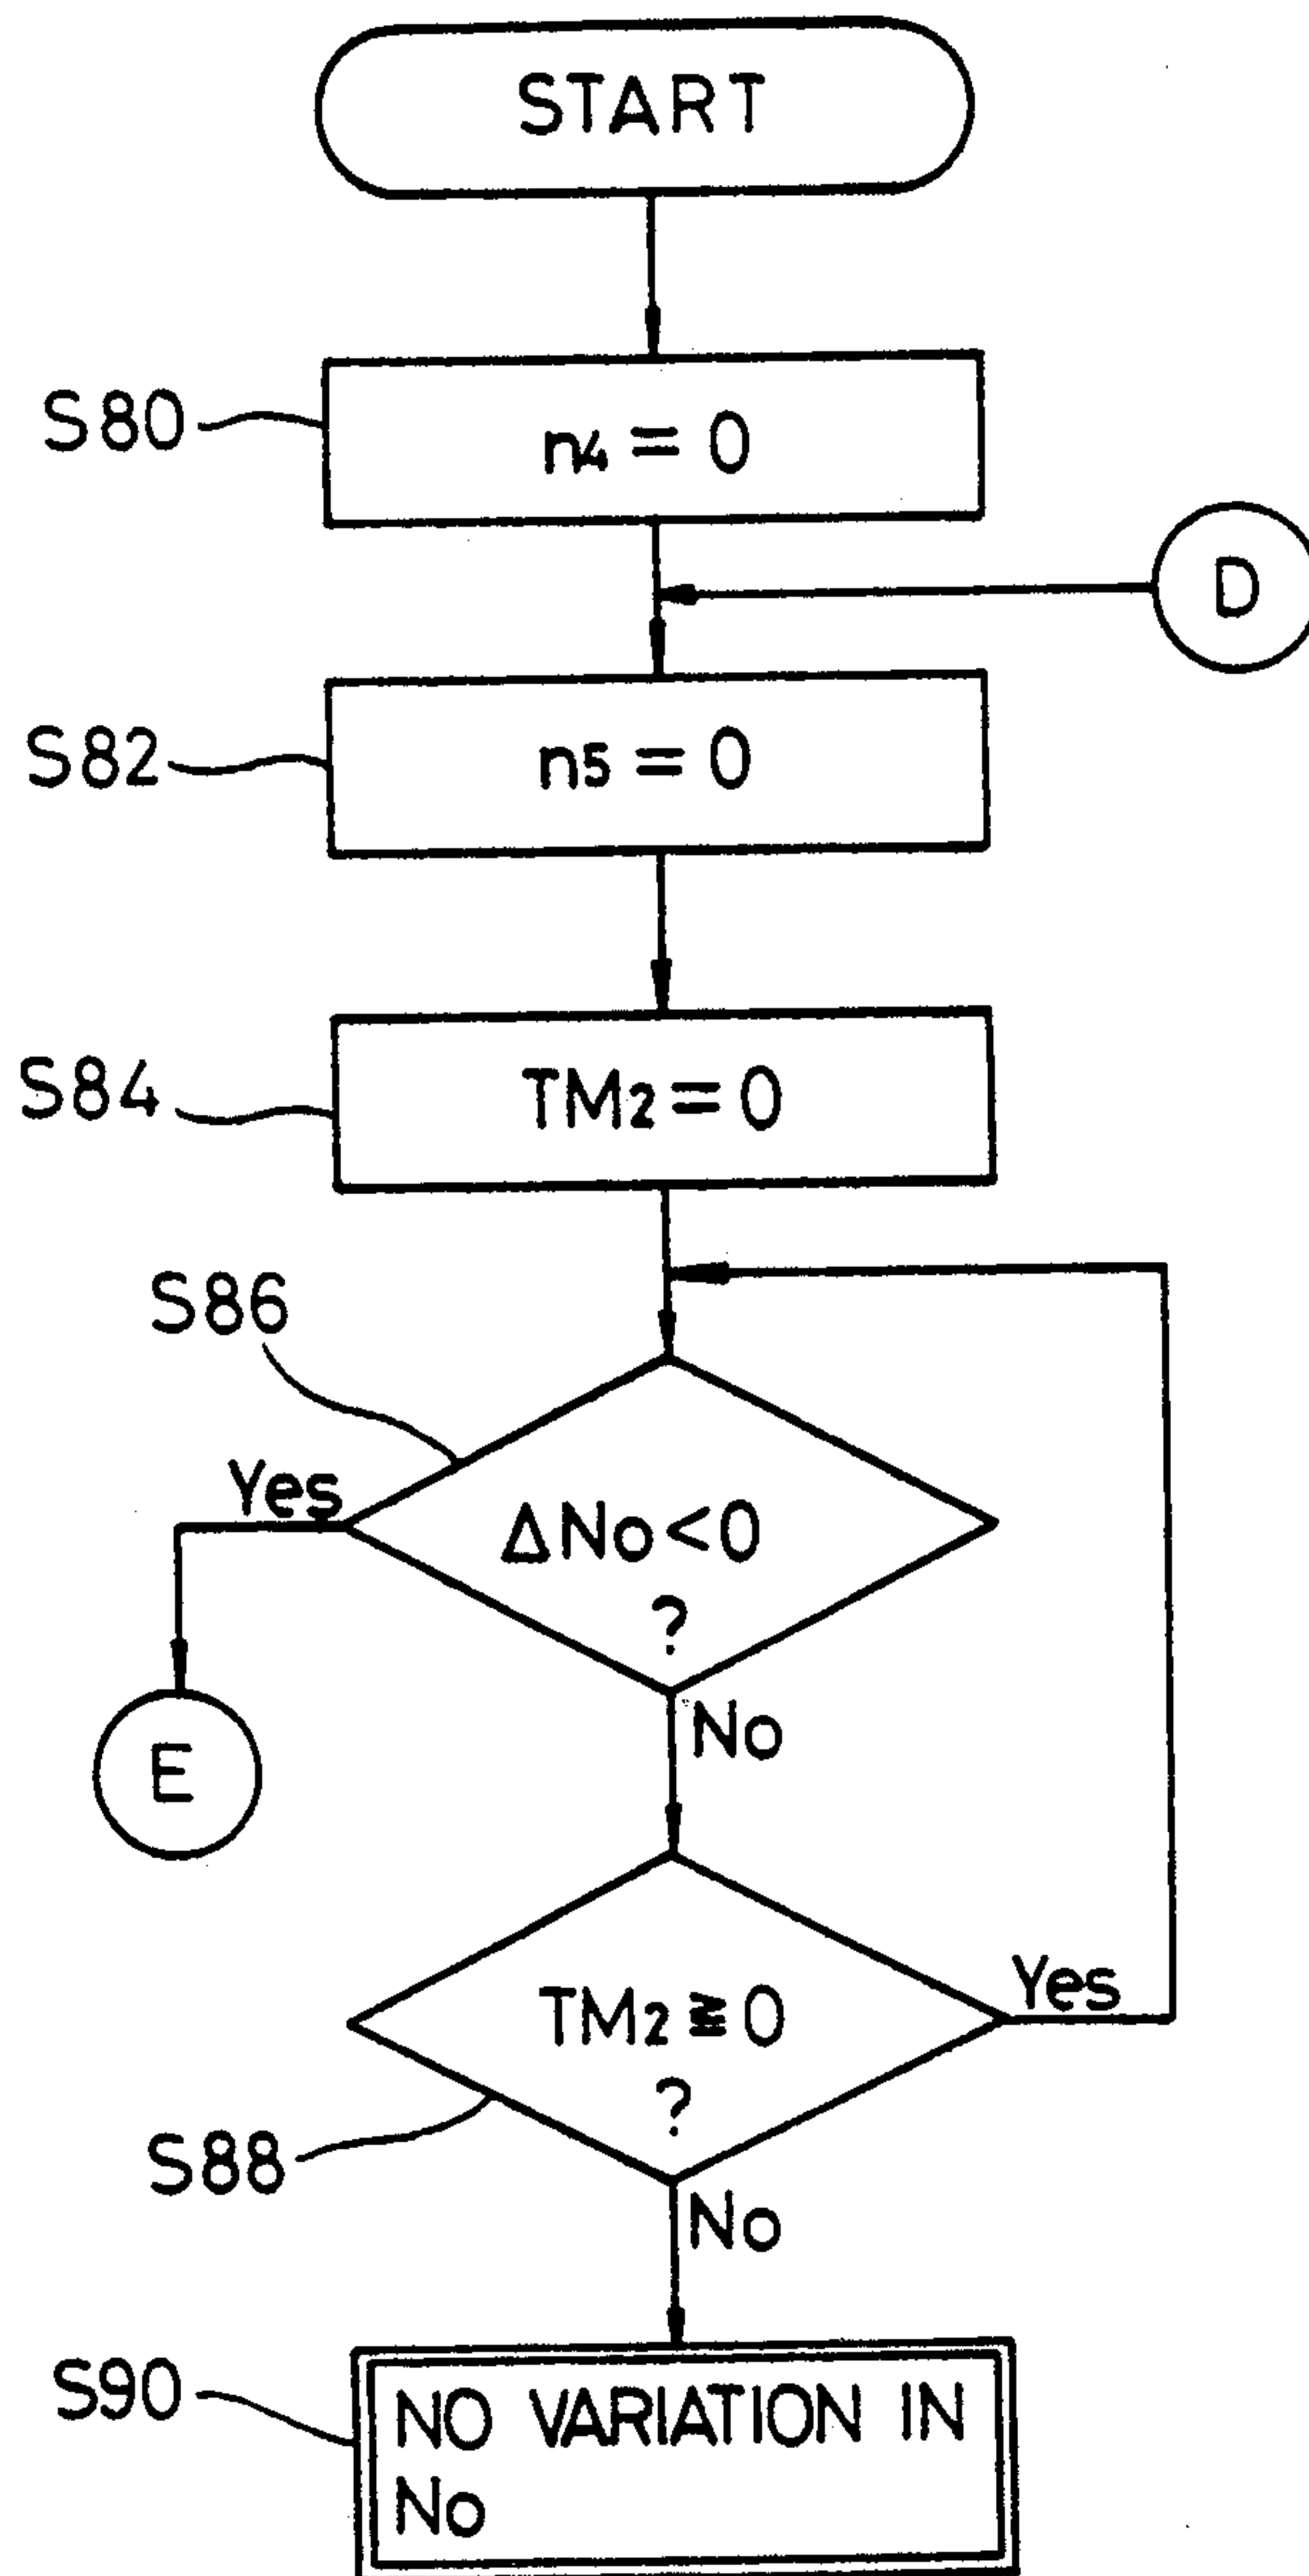 START
S80
n4 = 0
D
S82
n5 = 0
S84
TM2 = 0
S86
Yes
ΔNo<0
?
No
E
TM2 ≧ 0
?
Yes
S88
No
S90
NO VARIATION IN
No